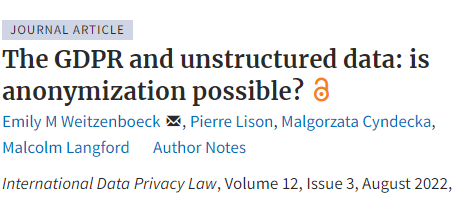 JOURNAL ARTICLE
The GDPR and unstructured data: is
anonymization possible?
Emily M Weitzenboeck, Pierre Lison, Malgorzata Cyndecka,
Malcolm Langford Author Notes
International Data Privacy Law, Volume 12, Issue 3, August 2022,